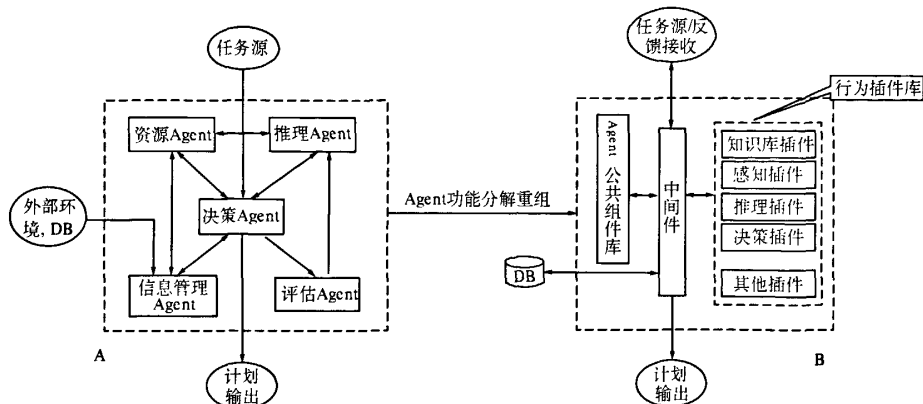 任务源
资源Agent
推理Agent
外部环
境, DB
决策Agent
信息管理
Agent
评估Agent
A
计划
输出
Agent功能分解重组
任务源/反
馈接收
行为插件库
Agent 公共组件库
中间件
知识库插件
感知插件
推理插件
决策插件
其他插件
DB
B
计划
输出